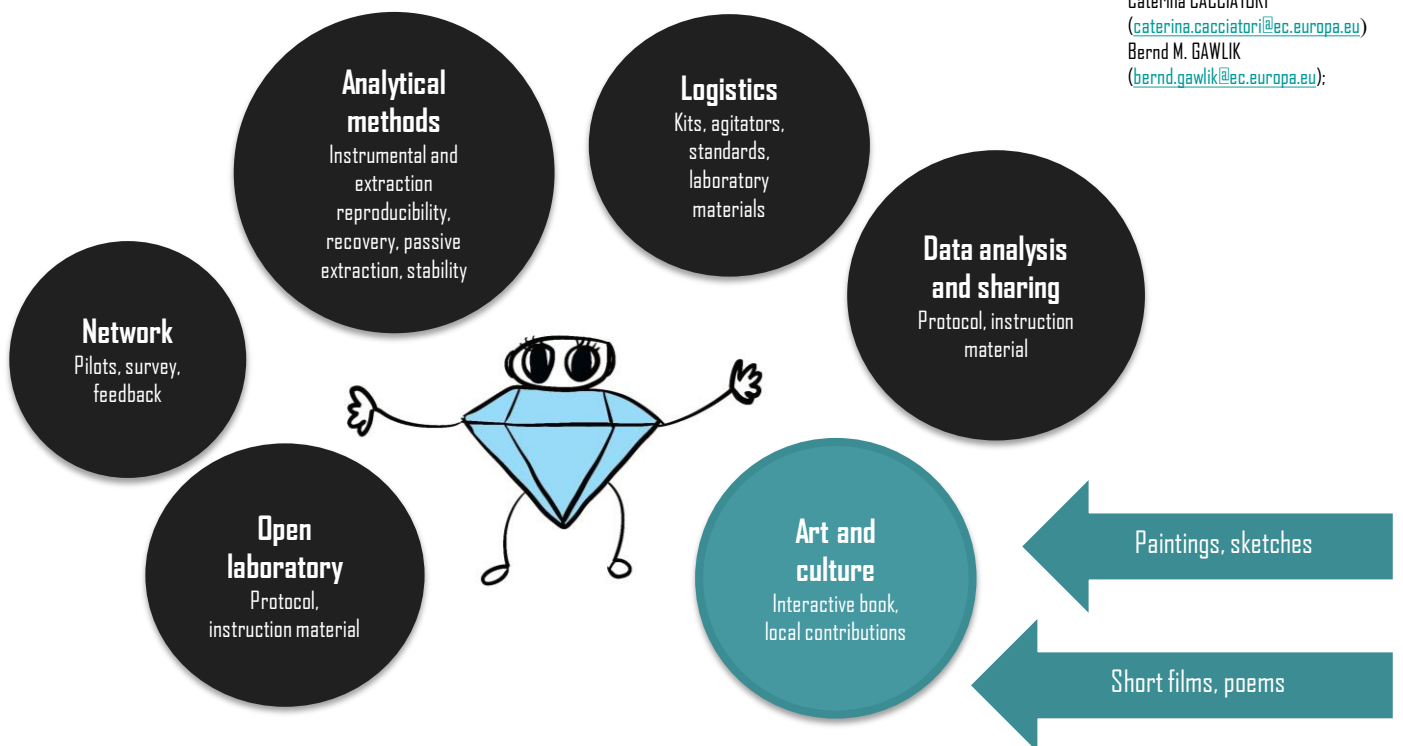 Caterina CACCIATORI
(caterina.cacciatori@ec.europa.eu)
Bernd M. GAWLIK
(bernd.gawlik@ec.europa.eu);
Analytical
methods
Instrumental and
extraction
reproducibility,
recovery, passive
extraction, stability
Logistics
Kits, agitators,
standards,
laboratory
materials
Data analysis
and sharing
Protocol, instruction
material
Network
Pilots, survey,
feedback
Open
laboratory
Protocol,
instruction material
Art and
culture
Interactive book,
local contributions
Paintings, sketches
Short films, poems